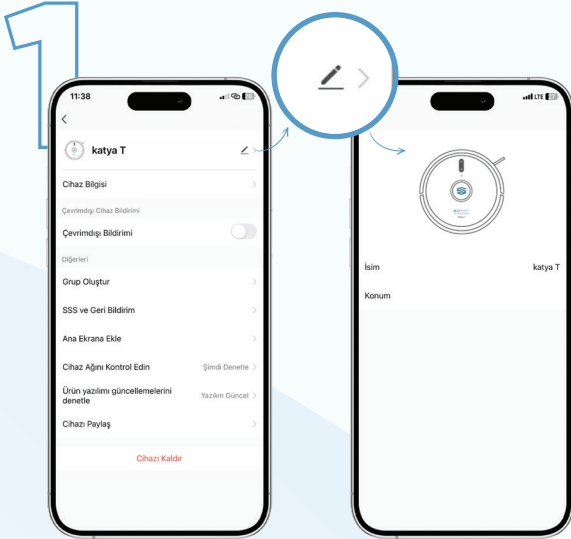 1
11:38
katya T
Cihaz Bilgisi
Çevrimdışı Cihaz Bildirimi
Çevrimdışı Bildirimi
Diğerleri
Grup Oluştur
SSS ve Geri Bildirim
Ana Ekrana Ekle
Cihaz Ağını Kontrol Edin
Şimdi Denetle
Ürün yazılımı güncellemelerini
denetle
Yazılım Güncel
Cihazı Paylaş
Cihazı Kaldır
LTE
İsim
katya T
Konum